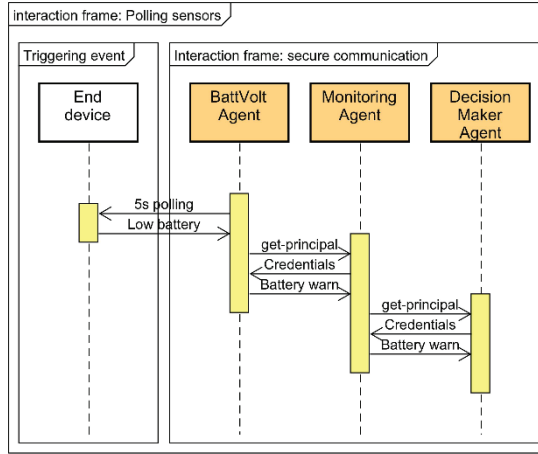 interaction frame: Polling sensors
Triggering event
Interaction frame: secure communication
End
device
BattVolt
Agent
Monitoring
Agent
Decision
Maker
Agent
5s polling
Low battery
get-principal
Credentials
Battery warn
get-principal
Credentials
Battery warn